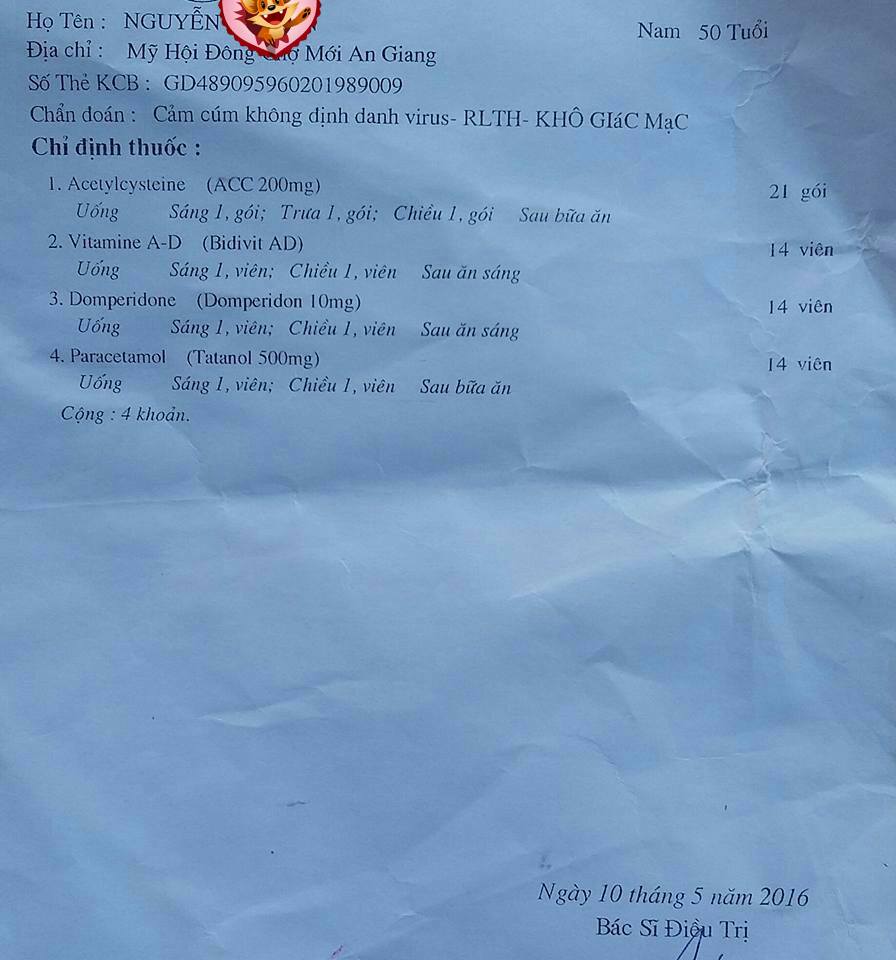 Họ Tên : NGUYỄN
Nam 50 Tuổi
Địa chỉ : Mỹ Hội Đông Chợ Mới An Giang
Số Thẻ KCB : GD489095960201989009
Chẩn đoán : Cảm cúm không định danh virus- RLTH- KHÔ GIáC MạC
Chỉ định thuốc :
1. Acetylcysteine (ACC 200mg) 21 gói
Uống Sáng 1, gói; Trưa 1, gói; Chiều 1, gói Sau bữa ăn
2. Vitamine A-D (Bidivit AD) 14 viên
Uống Sáng 1, viên; Chiều 1, viên Sau ăn sáng
3. Domperidone (Domperidon 10mg) 14 viên
Uống Sáng 1, viên; Chiều 1, viên Sau ăn sáng
4. Paracetamol (Tatanol 500mg) 14 viên
Uống Sáng 1, viên; Chiều 1, viên Sau bữa ăn
Cộng : 4 khoản.
Ngày 10 tháng 5 năm 2016
Bác Sĩ Điều Trị